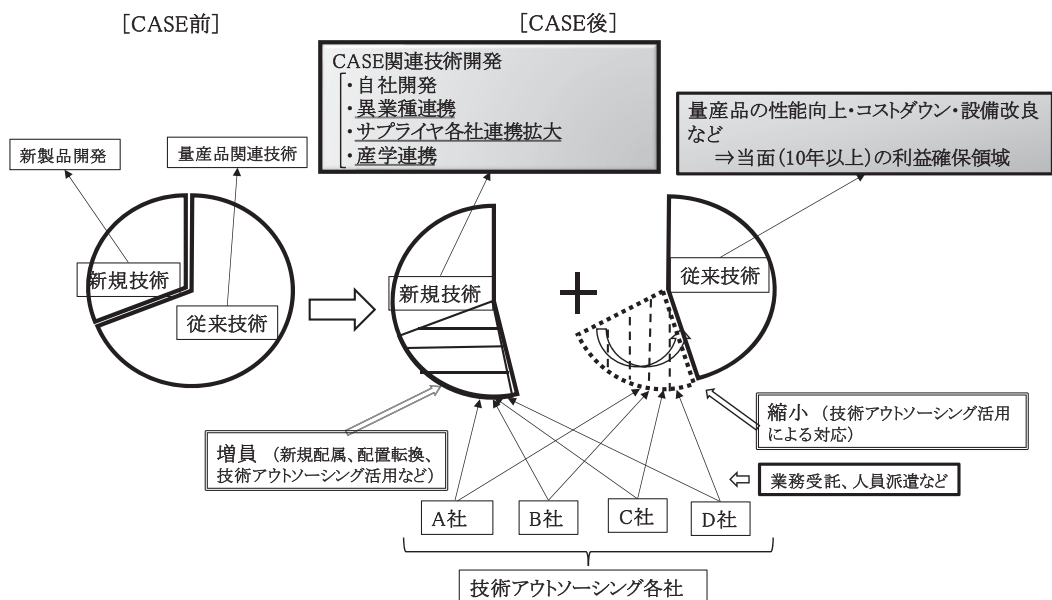 [CASE前]
[CASE後]
CASE関連技術開発
・自社開発
・異業種連携
・サプライヤ各社連携拡大
・産学連携
量産品の性能向上・コストダウン・設備改良
など
⇒当面（10年以上）の利益確保領域
新製品開発
量産品関連技術
新規技術
従来技術
新規技術
+
従来技術
増員 （新規配属、配置転換、
技術アウトソーシング活用など）
縮小 （技術アウトソーシング活用
による対応）
業務受託、人員派遣など
A社
B社
C社
D社
技術アウトソーシング各社